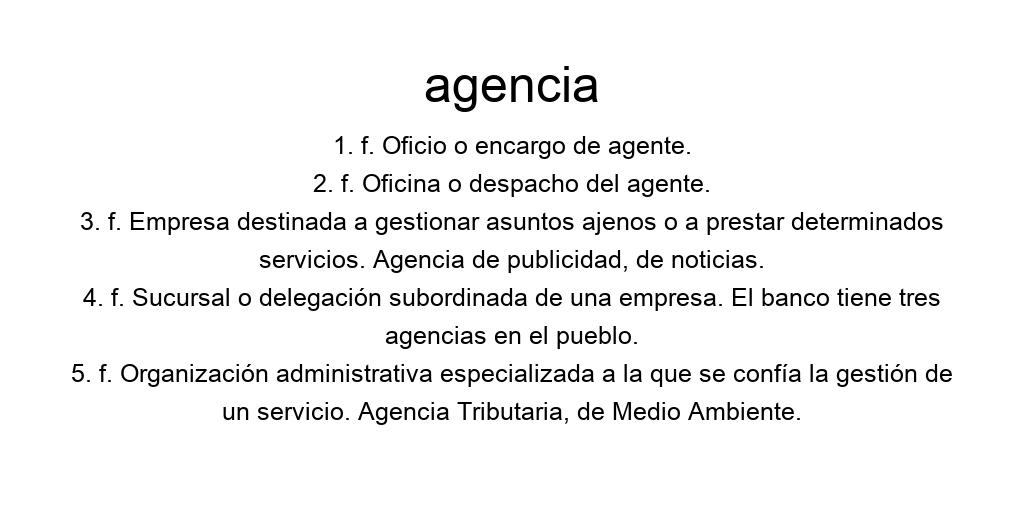 agencia
1. f. Oficio o encargo de agente.
2. f. Oficina o despacho del agente.
3. f. Empresa destinada a gestionar asuntos ajenos o a prestar determinados
servicios. Agencia de publicidad, de noticias.
4. f. Sucursal o delegación subordinada de una empresa. El banco tiene tres
agencias en el pueblo.
5. f. Organización administrativa especializada a la que se confía la gestión de
un servicio. Agencia Tributaria, de Medio Ambiente.